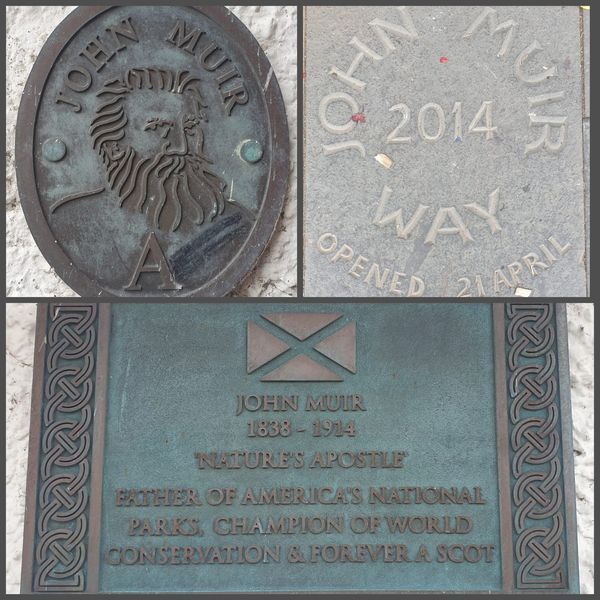 JOHN MUIR
A
JOHN MUIR
2014
WAY
OPENED 21 APRIL
JOHN MUIR
1838 - 1914
'NATURE'S APOSTLE'
FATHER OF AMERICA'S NATIONAL
PARKS, CHAMPION OF WORLD
CONSERVATION & FOREVER A SCOT